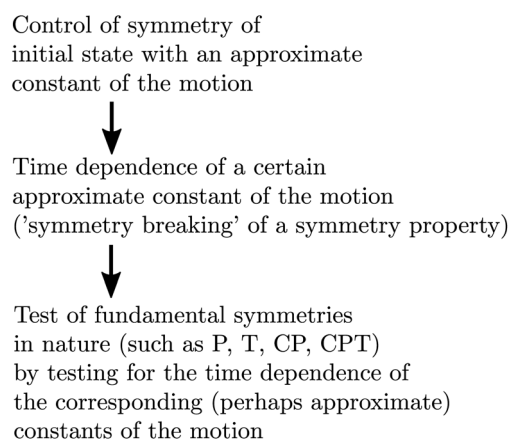 Control of symmetry of
initial state with an approximate
constant of the motion
Time dependence of a certain
approximate constant of the motion
('symmetry breaking' of a symmetry property)
Test of fundamental symmetries
in nature (such as P, T, CP, CPT)
by testing for the time dependence of
the corresponding (perhaps approximate)
constants of the motion